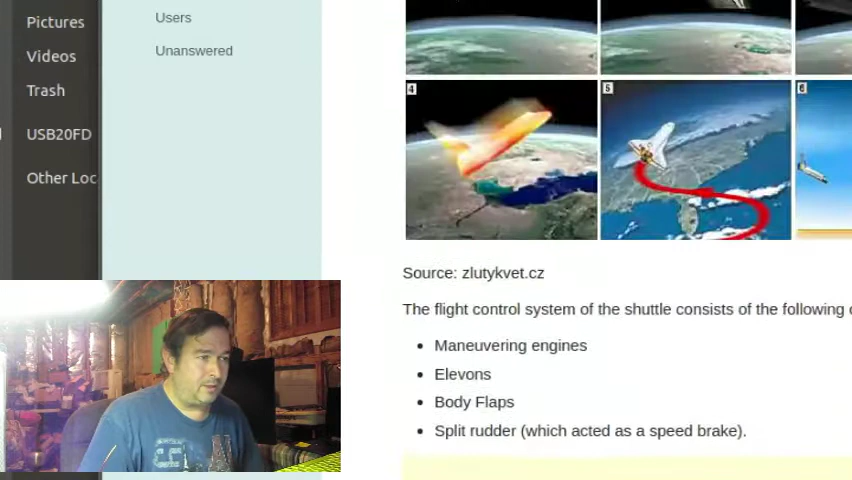 Pictures
Videos
Trash
USB20FD
Other Loc
Users
Unanswered
4
5
6
Source: zlutykvet.cz
The flight control system of the shuttle consists of the following
Maneuvering engines
Elevons
Body Flaps
Split rudder (which acted as a speed brake).